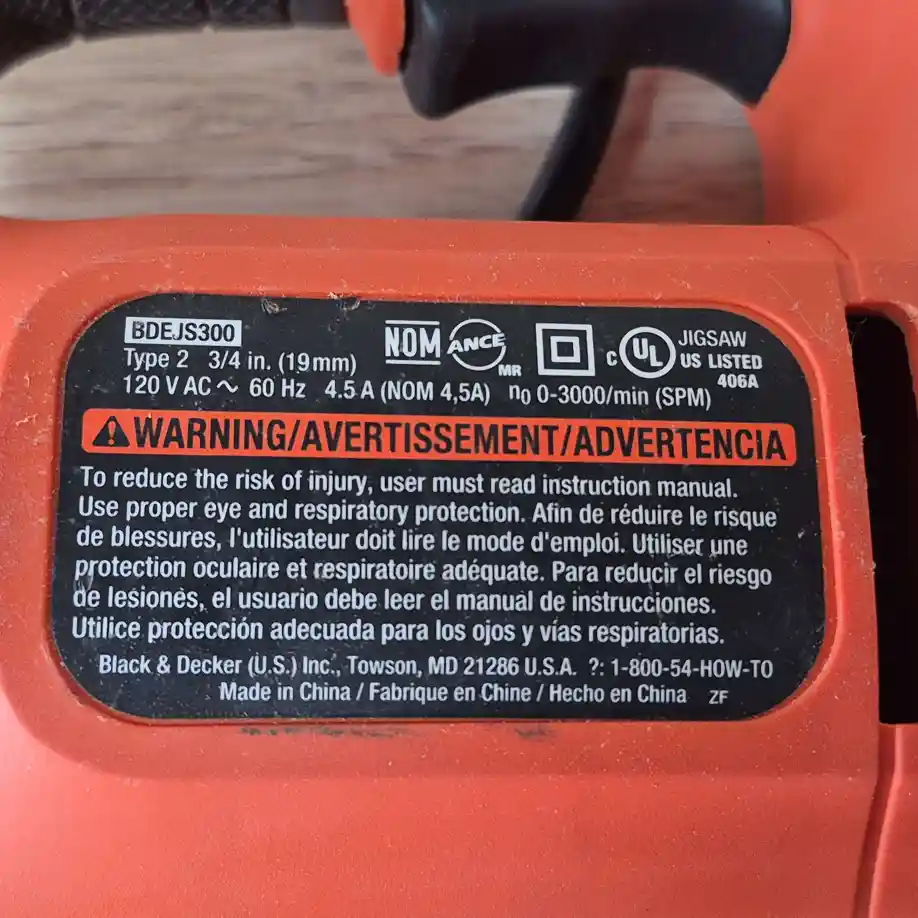 BDEJS300
Type 2 3/4 in. (19mm)
120 V AC ~ 60 Hz 4.5 A (NOM 4,5A) n0 0-3000/min (SPM)
NOM ANCE MR
C UL US LISTED
JIGSAW
406A
WARNING/AVERTISSEMENT/ADVERTENCIA
To reduce the risk of injury, user must read instruction manual.
Use proper eye and respiratory protection. Afin de réduire le risque
de blessures, l'utilisateur doit lire le mode d'emploi. Utiliser une
protection oculaire et respiratoire adéquate. Para reducir el riesgo
de lesiones, el usuario debe leer el manual de instrucciones.
Utilice protección adecuada para los ojos y vías respiratorias.
Black & Decker (U.S.) Inc., Towson, MD 21286 U.S.A. ?: 1-800-54-HOW-TO
Made in China / Fabrique en Chine / Hecho en China ZF